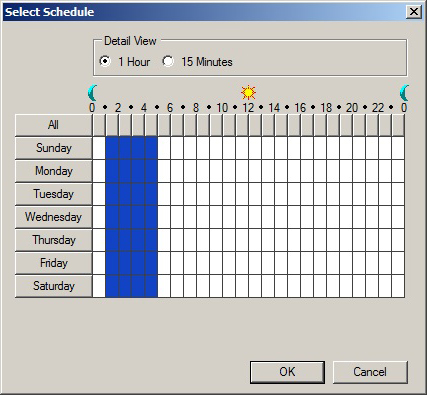 Select Schedule
Detail View
1 Hour 15 Minutes
0 • 2 • 4 • 6 • 8 • 10 • 12 • 14 • 16 • 18 • 20 • 22 • 0
All
Sunday
Monday
Tuesday
Wednesday
Thursday
Friday
Saturday
OK Cancel